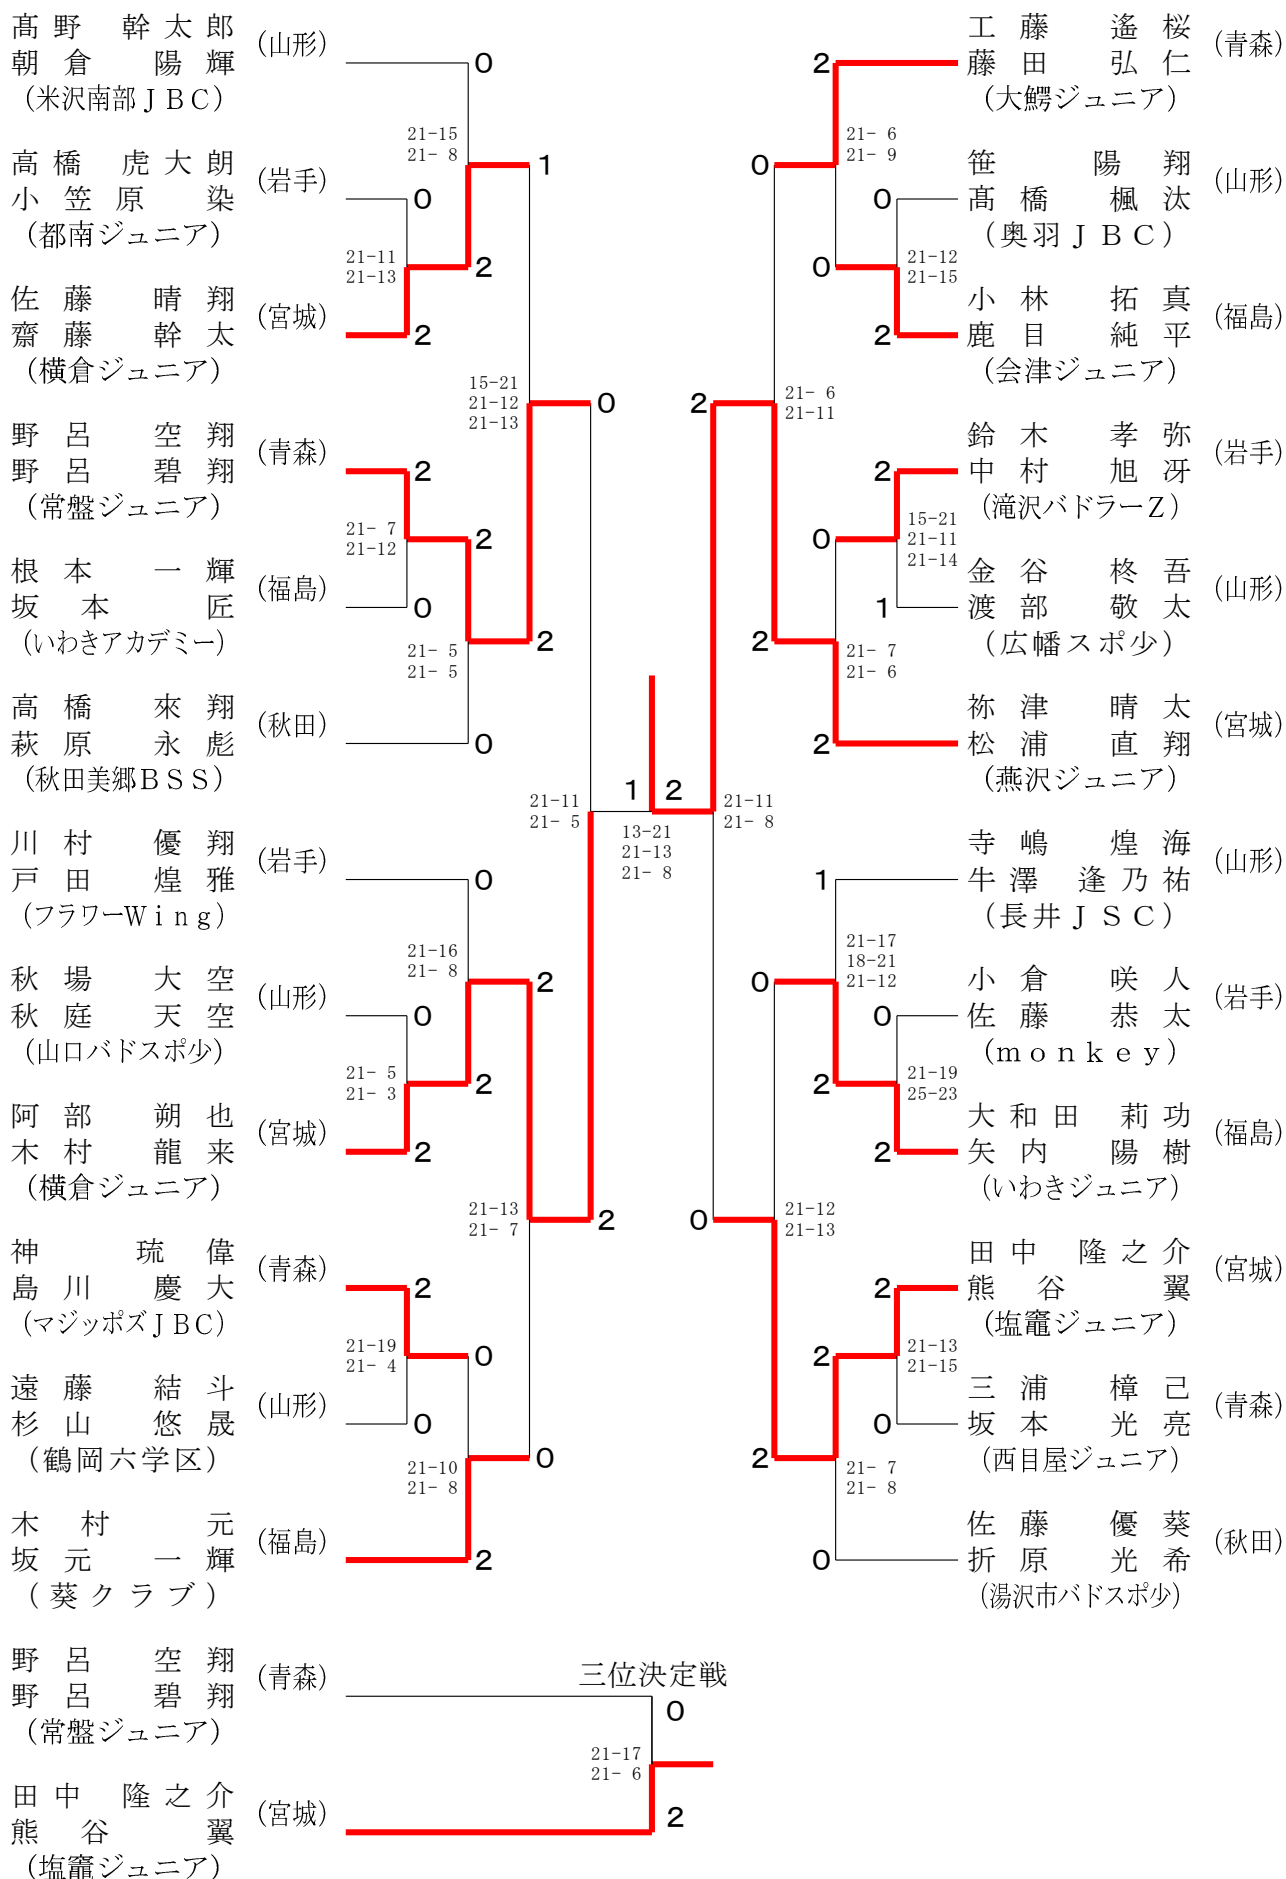 髙野 幹太郎
朝倉 陽輝
(山形)
(米沢南部ＪＢＣ)
高橋 虎大朗
小笠原 染
(岩手)
(都南ジュニア)
佐藤 晴翔
齋藤 幹太
(宮城)
(横倉ジュニア)
野呂 空翔
野呂 碧翔
(青森)
(常盤ジュニア)
根本 一輝
坂本 匠
(福島)
(いわきアカデミー)
高橋 來翔
萩原 永彪
(秋田)
(秋田美郷ＢＳＳ)
川村 優翔
戸田 煌雅
(岩手)
(フラワーＷｉｎｇ)
秋場 大空
秋庭 天空
(山形)
(山口バドスポ少)
阿部 朔也
木村 龍来
(宮城)
(横倉ジュニア)
神 琉偉
島川 慶大
(青森)
(マジッポズＪＢＣ)
遠藤 結斗
杉山 悠晟
(山形)
(鶴岡六学区)
木村 元
坂元 一輝
(福島)
(葵クラブ)
0
21-15
21- 8
1
0
21-11
21-13
2
2
15-21
21-12
21-13
0
2
21- 7
21-12
2
0
21- 5
21- 5
2
0
21-11
21- 5
1
2
13-21
21-13
21- 8
0
21-16
21- 8
2
0
21- 5
21- 3
2
2
21-13
21- 7
2
2
21-19
21- 4
0
0
21-10
21- 8
0
2
工藤 遙桜
藤田 弘仁
(青森)
(大鰐ジュニア)
笹 陽翔
髙橋 楓汰
(山形)
(奥羽ＪＢＣ)
小林 拓真
鹿目 純平
(福島)
(会津ジュニア)
鈴木 孝弥
中村 旭冴
(岩手)
(滝沢バドラーＺ)
金谷 柊吾
渡部 敬太
(山形)
(広幡スポ少)
祢津 晴太
松浦 直翔
(宮城)
(燕沢ジュニア)
寺嶋 煌海
牛澤 逢乃祐
(山形)
(長井ＪＳＣ)
小倉 咲人
佐藤 恭太
(岩手)
(ｍｏｎｋｅｙ)
大和田 莉功
矢内 陽樹
(福島)
(いわきジュニア)
田中 隆之介
熊谷 翼
(宮城)
(塩竈ジュニア)
三浦 樟己
坂本 光亮
(青森)
(西目屋ジュニア)
佐藤 優葵
折原 光希
(秋田)
(湯沢市バドスポ少)
2
21- 6
21- 9
0
0
21-12
21-15
0
2
21- 6
21-11
2
2
15-21
21-11
21-14
0
1
21- 7
21- 6
2
2
21-11
21- 8
1
21-17
18-21
21-12
0
0
21-19
25-23
2
2
21-12
21-13
0
2
21-13
21-15
2
0
21- 7
21- 8
2
0
野呂 空翔
野呂 碧翔
(青森)
(常盤ジュニア)
三位決定戦
0
21-17
21- 6
2
田中 隆之介
熊谷 翼
(宮城)
(塩竈ジュニア)